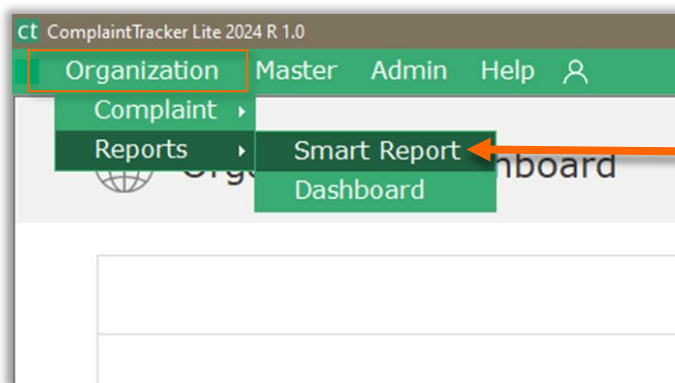 ct ComplaintTracker Lite 2024 R 1.0
Organization Master Admin Help
Complaint
Reports Smart Report
Dashboard